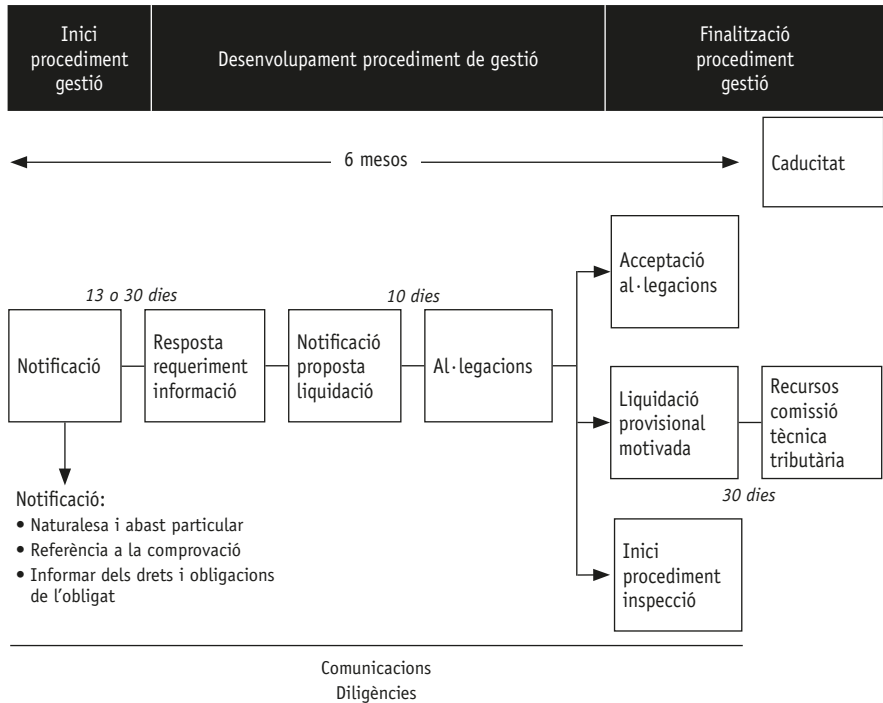 Inici
procediment
gestió
Desenvolupament procediment de gestió
Finalització
procediment
gestió
6 mesos
Caducitat
Acceptació
al·legacions
13 o 30 dies
10 dies
Notificació
Resposta
requeriment
informació
Notificació
proposta
liquidació
Al·legacions
Liquidació
provisional
motivada
Recursos
comissió
tècnica
tributària
30 dies
Notificació:
• Naturalesa i abast particular
• Referència a la comprovació
• Informar dels drets i obligacions
de l'obligat
Inici
procediment
inspecció
Comunicacions
Diligències